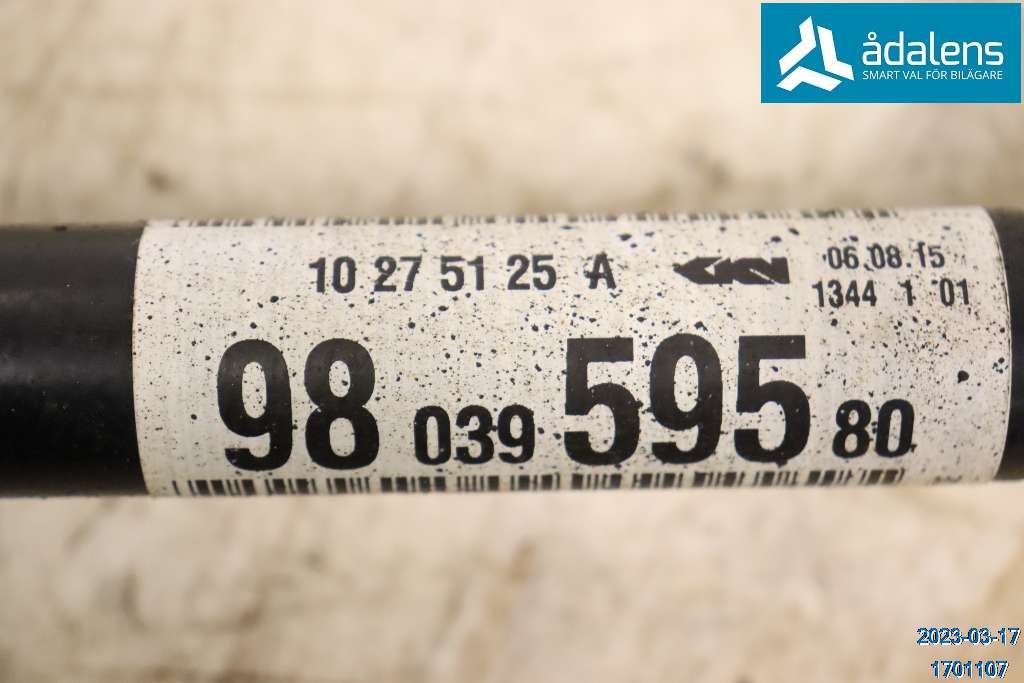 ådalens
SMART VAL FÖR BILÄGARE
10 27 51 25 A GKN 06.08.15
1344 1 01
98 039 595 80
2023-03-17
1701107